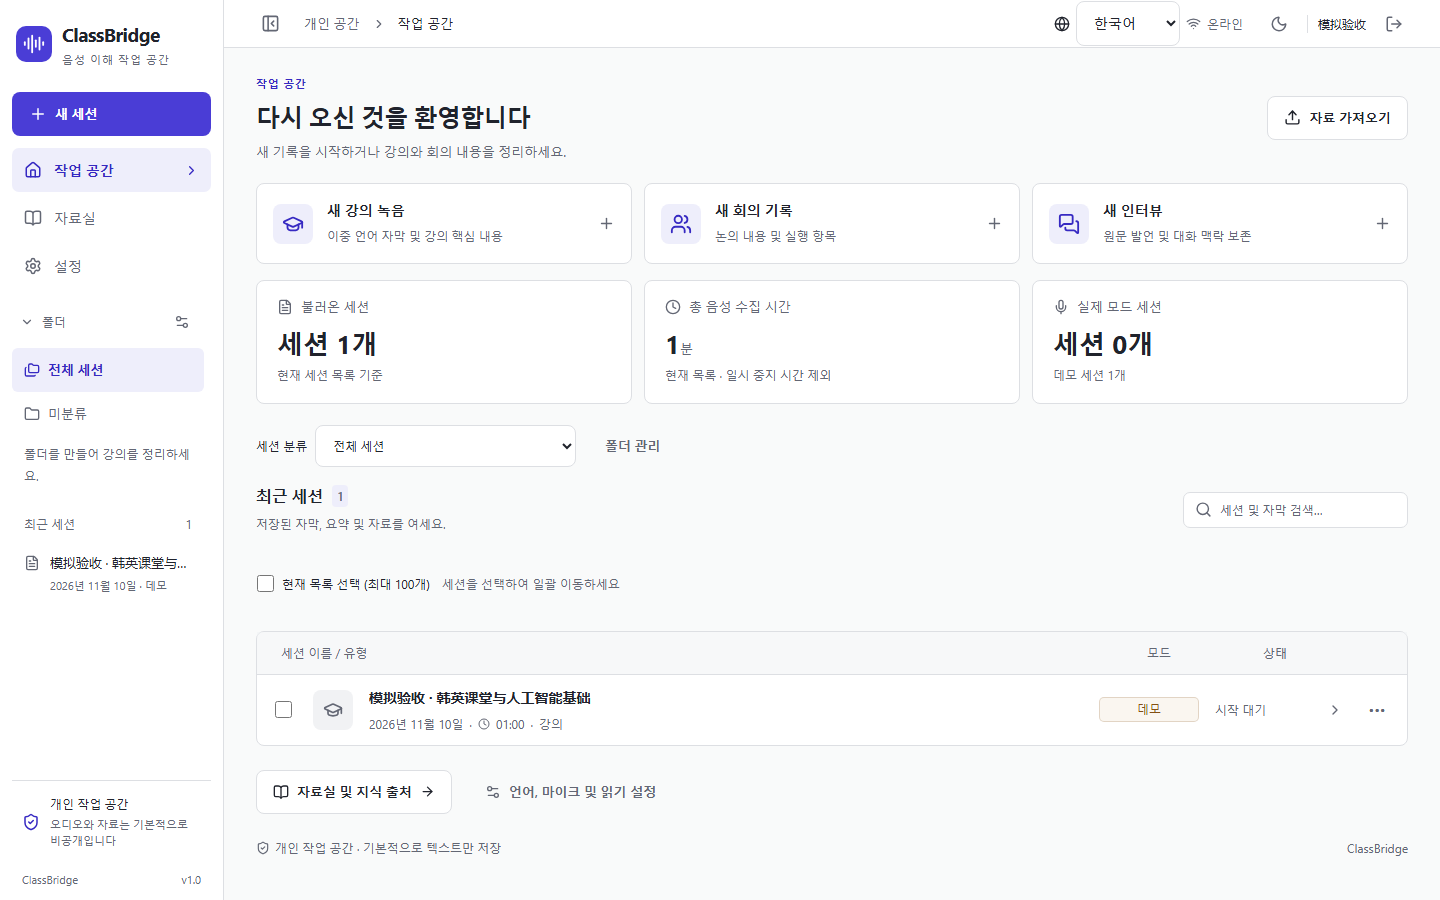 ClassBridge
음성 이해 작업 공간
새 세션
작업 공간
자료실
설정
폴더
전체 세션
미분류
폴더를 만들어 강의를 정리하세
요.
최근 세션 1
模拟验收 · 韩英课堂与...
2026년 11월 10일 · 데모
개인 작업 공간
오디오와 자료는 기본적으로
비공개입니다
ClassBridge v1.0
개인 공간 작업 공간
한국어 온라인 模拟验收
작업 공간
다시 오신 것을 환영합니다
새 기록을 시작하거나 강의와 회의 내용을 정리하세요.
자료 가져오기
새 강의 녹음
이중 언어 자막 및 강의 핵심 내용
새 회의 기록
논의 내용 및 실행 항목
새 인터뷰
원문 발언 및 대화 맥락 보존
불러온 세션
세션 1개
현재 세션 목록 기준
총 음성 수집 시간
1분
현재 목록 · 일시 중지 시간 제외
실제 모드 세션
세션 0개
데모 세션 1개
세션 분류 전체 세션 폴더 관리
최근 세션 1
저장된 자막, 요약 및 자료를 여세요.
세션 및 자막 검색...
현재 목록 선택 (최대 100개) 세션을 선택하여 일괄 이동하세요
세션 이름 / 유형 모드 상태
模拟验收 · 韩英课堂与人工智能基础
2026년 11월 10일 · 01:00 · 강의
데모 시작 대기
자료실 및 지식 출처 언어, 마이크 및 읽기 설정
개인 작업 공간 · 기본적으로 텍스트만 저장
ClassBridge